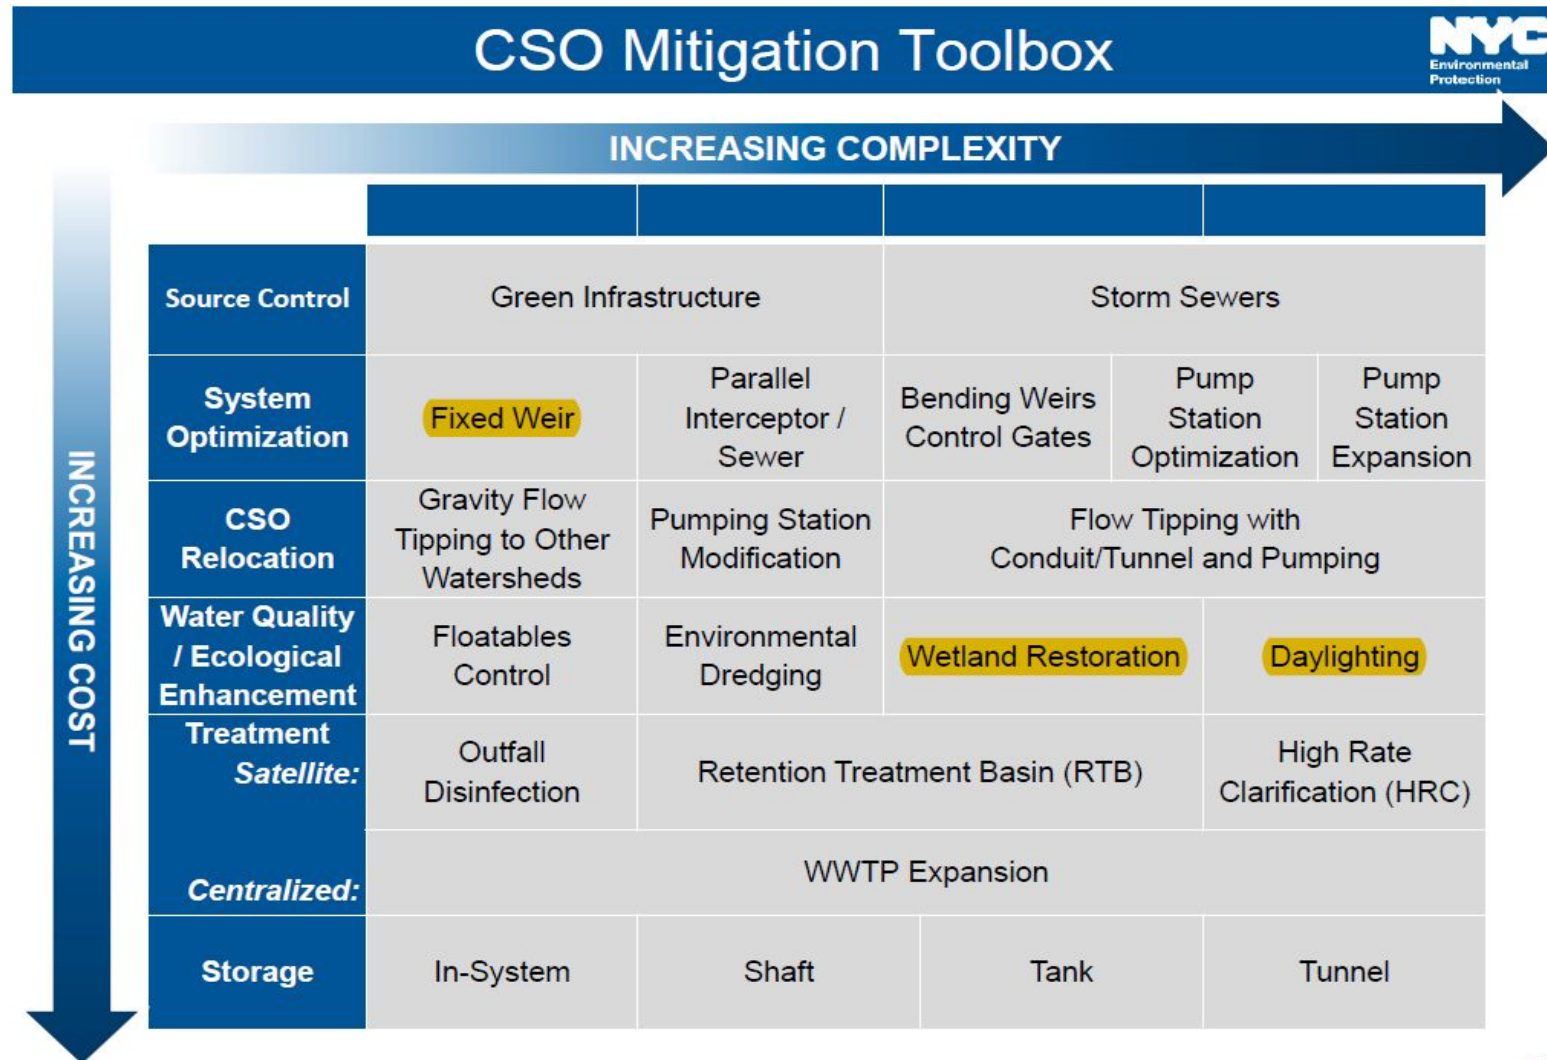 CSO Mitigation Toolbox
NYC
Environmental
Protection
INCREASING COMPLEXITY
INCREASING COST
Source Control
Green Infrastructure
Storm Sewers
System
Optimization
Fixed Weir
Parallel
Interceptor /
Sewer
Bending Weirs
Control Gates
Pump
Station
Optimization
Pump
Station
Expansion
CSO
Relocation
Gravity Flow
Tipping to Other
Watersheds
Pumping Station
Modification
Flow Tipping with
Conduit/Tunnel and Pumping
Water Quality
/ Ecological
Enhancement
Floatables
Control
Environmental
Dredging
Wetland Restoration
Daylighting
Treatment
Satellite:
Outfall
Disinfection
Retention Treatment Basin (RTB)
High Rate
Clarification (HRC)
Centralized:
WWTP Expansion
Storage
In-System
Shaft
Tank
Tunnel